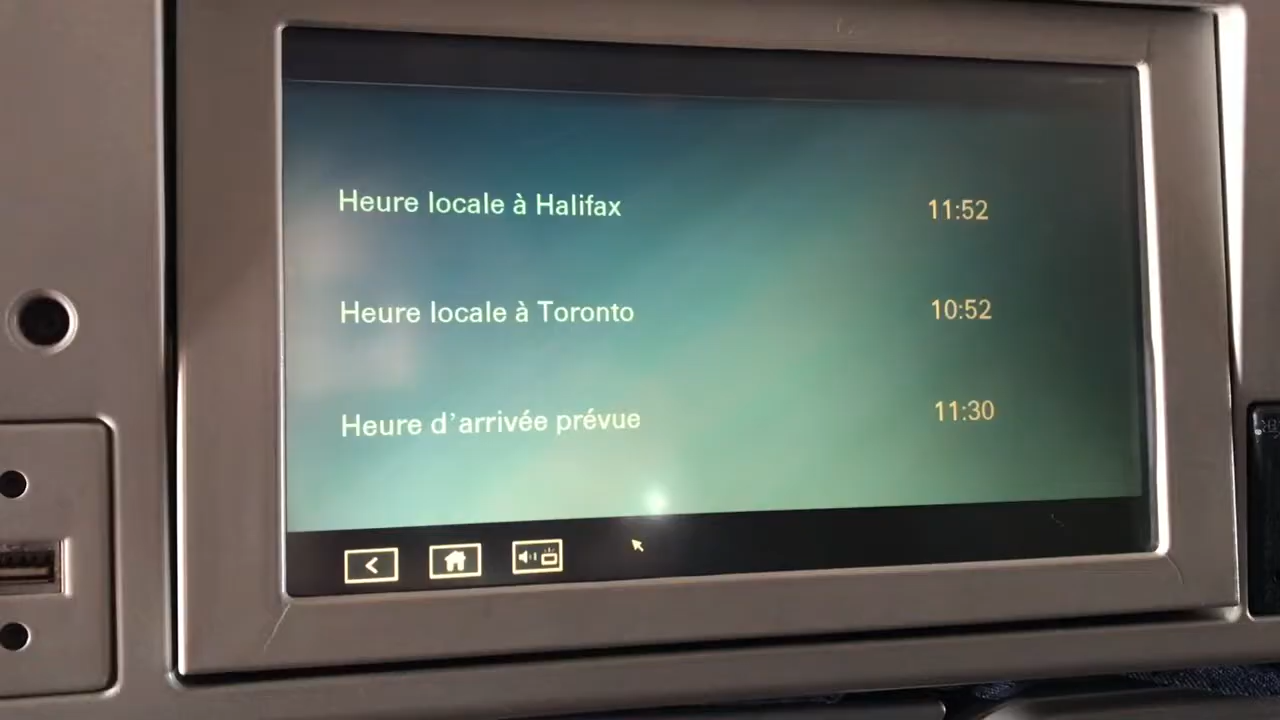 Heure locale à Halifax 11:52
Heure locale à Toronto 10:52
Heure d'arrivée prévue 11:30